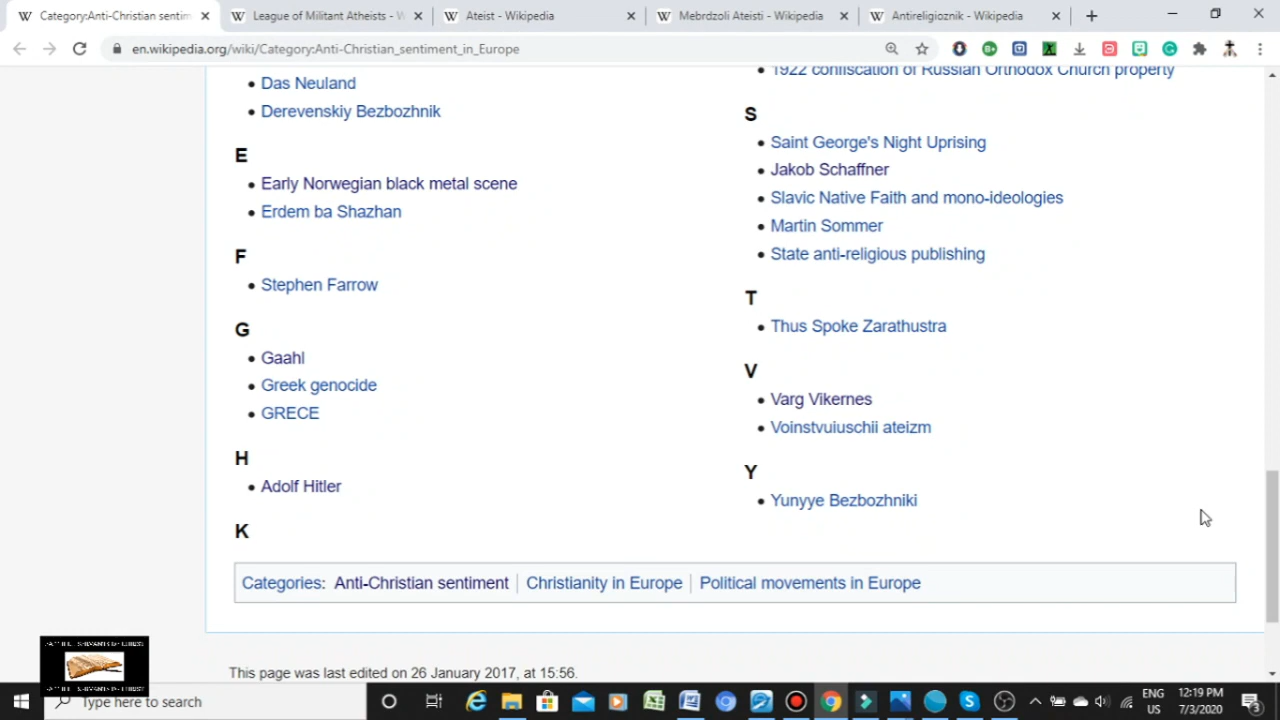 Category:Anti-Christian sentim
League of Militant Atheists - W
Ateist - Wikipedia
Mebrdzoli Ateisti - Wikipedia
Antireligioznik - Wikipedia
en.wikipedia.org/wiki/Category:Anti-Christian_sentiment_in_Europe
Das Neuland
Derevenskiy Bezbozhnik
E
Early Norwegian black metal scene
Erdem ba Shazhan
F
Stephen Farrow
G
Gaahl
Greek genocide
GRECE
H
Adolf Hitler
K
1922 confiscation of Russian Orthodox Church property
S
Saint George's Night Uprising
Jakob Schaffner
Slavic Native Faith and mono-ideologies
Martin Sommer
State anti-religious publishing
T
Thus Spoke Zarathustra
V
Varg Vikernes
Voinstvuiuschii ateizm
Y
Yunyye Bezbozhniki
Categories: Anti-Christian sentiment | Christianity in Europe | Political movements in Europe
This page was last edited on 26 January 2017, at 15:56.
Type here to search
ENG
US
12:19 PM
7/3/2020
3